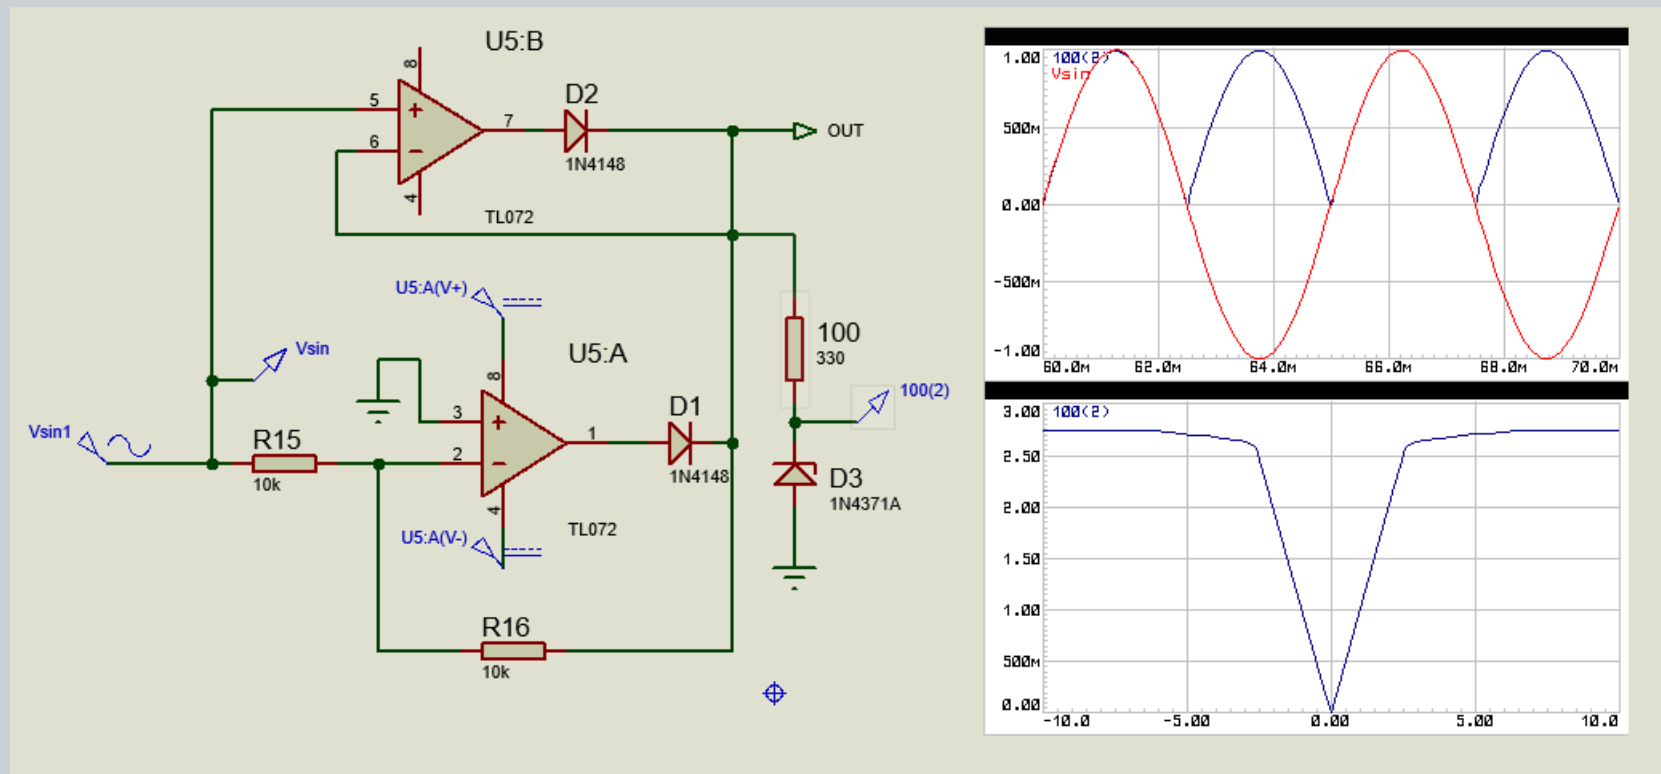 U5:B
8
5
6
7
4
D2
1N4148
OUT
TL072
U5:A(V+)
Vsin
Vsin1
R15
10k
U5:A
8
3
2
1
4
D1
1N4148
U5:A(V-)
TL072
R16
10k
100
330
100(2)
D3
1N4371A
1.00
100(2)
Vsin
500m
0.00
-500m
-1.00
60.0m 62.0m 64.0m 66.0m 68.0m 70.0m
3.00
100(2)
2.50
2.00
1.50
1.00
500m
0.00
-10.0 -5.00 0.00 5.00 10.0